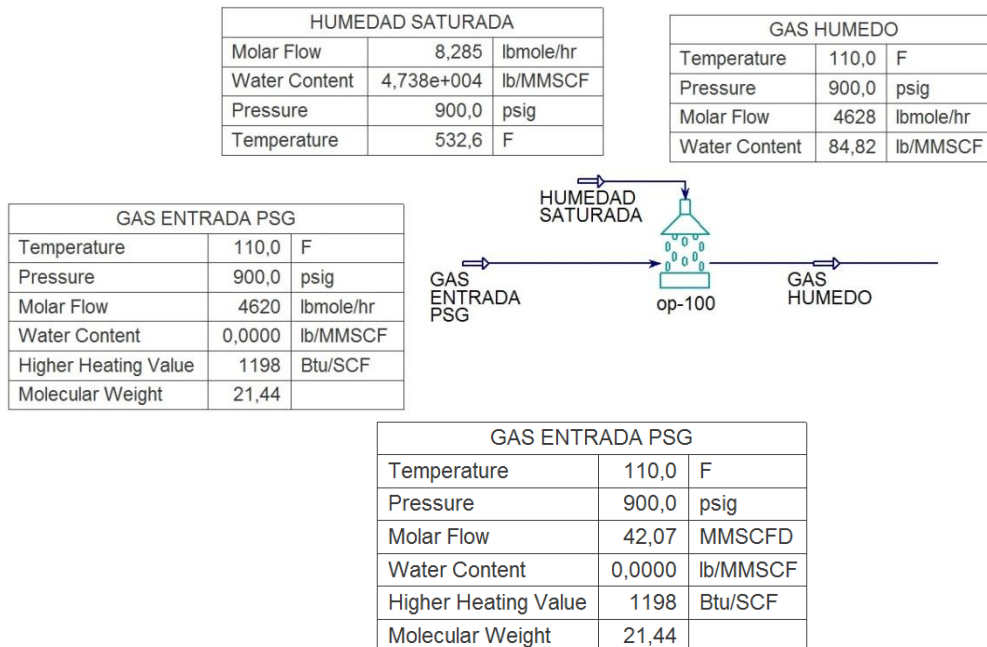 HUMEDAD SATURADA
Molar Flow 8,285 lbmole/hr
Water Content 4,738e+004 lb/MMSCF
Pressure 900,0 psig
Temperature 532,6 F
GAS HUMEDO
Temperature 110,0 F
Pressure 900,0 psig
Molar Flow 4628 lbmole/hr
Water Content 84,82 lb/MMSCF
HUMEDAD
SATURADA
GAS ENTRADA PSG
Temperature 110,0 F
Pressure 900,0 psig
Molar Flow 4620 lbmole/hr
Water Content 0,0000 lb/MMSCF
Higher Heating Value 1198 Btu/SCF
Molecular Weight 21,44
GAS
ENTRADA
PSG
op-100
GAS
HUMEDO
GAS ENTRADA PSG
Temperature 110,0 F
Pressure 900,0 psig
Molar Flow 42,07 MMSCFD
Water Content 0,0000 lb/MMSCF
Higher Heating Value 1198 Btu/SCF
Molecular Weight 21,44